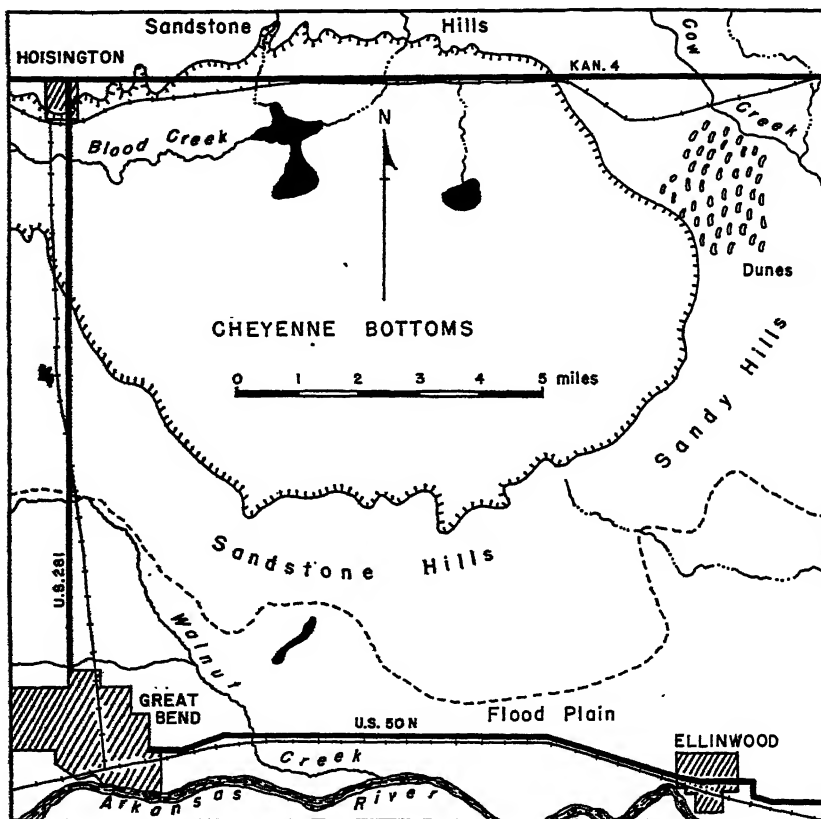 Sandstone Hills
HOISINGTON
KAN. 4
Cow
Creek
Blood Creek
N
Dunes
CHEYENNE BOTTOMS
0 1 2 3 4 5 miles
Sandy Hills
Sandstone Hills
U.S. 281
Walnut
GREAT
BEND
U.S. 50 N
Flood Plain
ELLINWOOD
Creek
Arkansas River